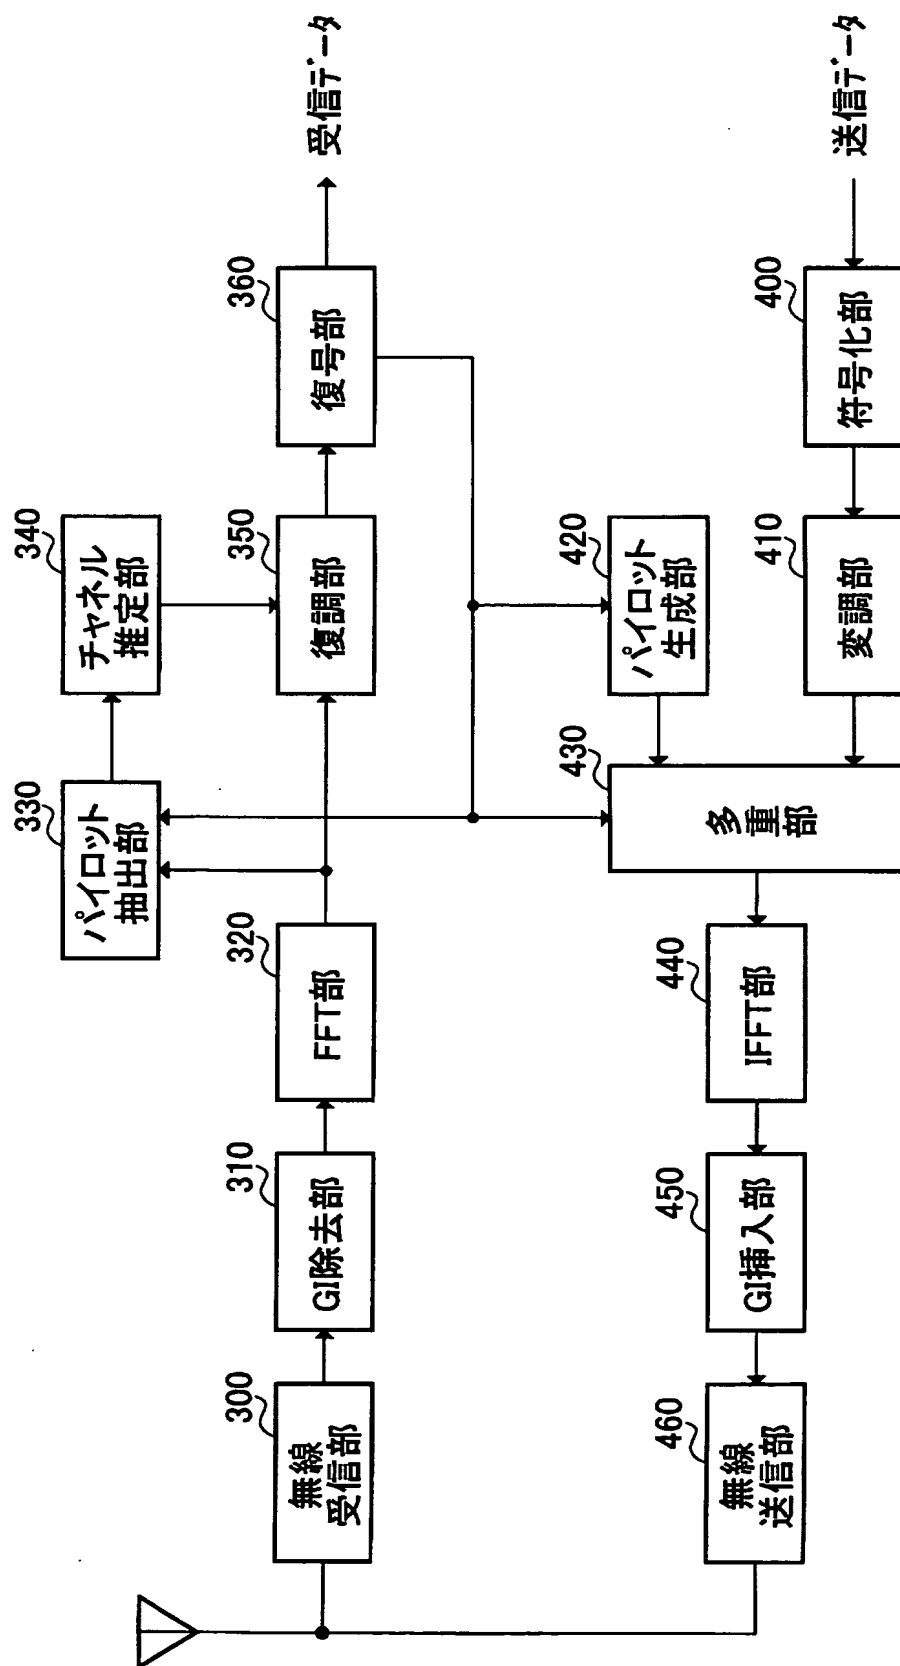 340
チャネル
推定部
330
パイロット
抽出部
300
無線
受信部
310
GI除去部
320
FFT部
350
復調部
360
復号部
受信データ
420
パイロット
生成部
430
多重部
460
無線
送信部
450
GI挿入部
440
IFFT部
410
変調部
400
符号化部
送信データ